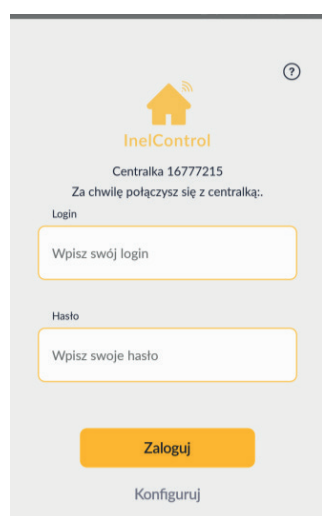 ?
InelControl
Centralka 16777215
Za chwilę połączysz się z centralką:.
Login
Wpisz swój login
Hasło
Wpisz swoje hasło
Zaloguj
Konfiguruj